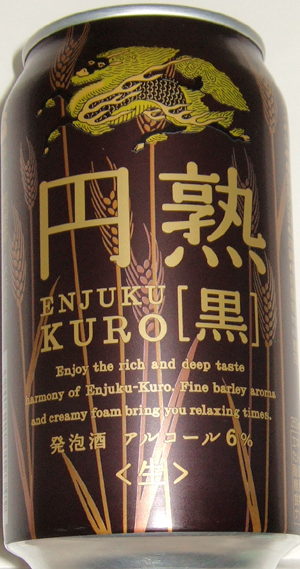 円熟
ENJUKU
KURO [黒]
Enjoy the rich and deep taste
harmony of Enjuku-Kuro. Fine barley aroma
and creamy foam bring you relaxing times.
発泡酒 アルコール6%
<生>